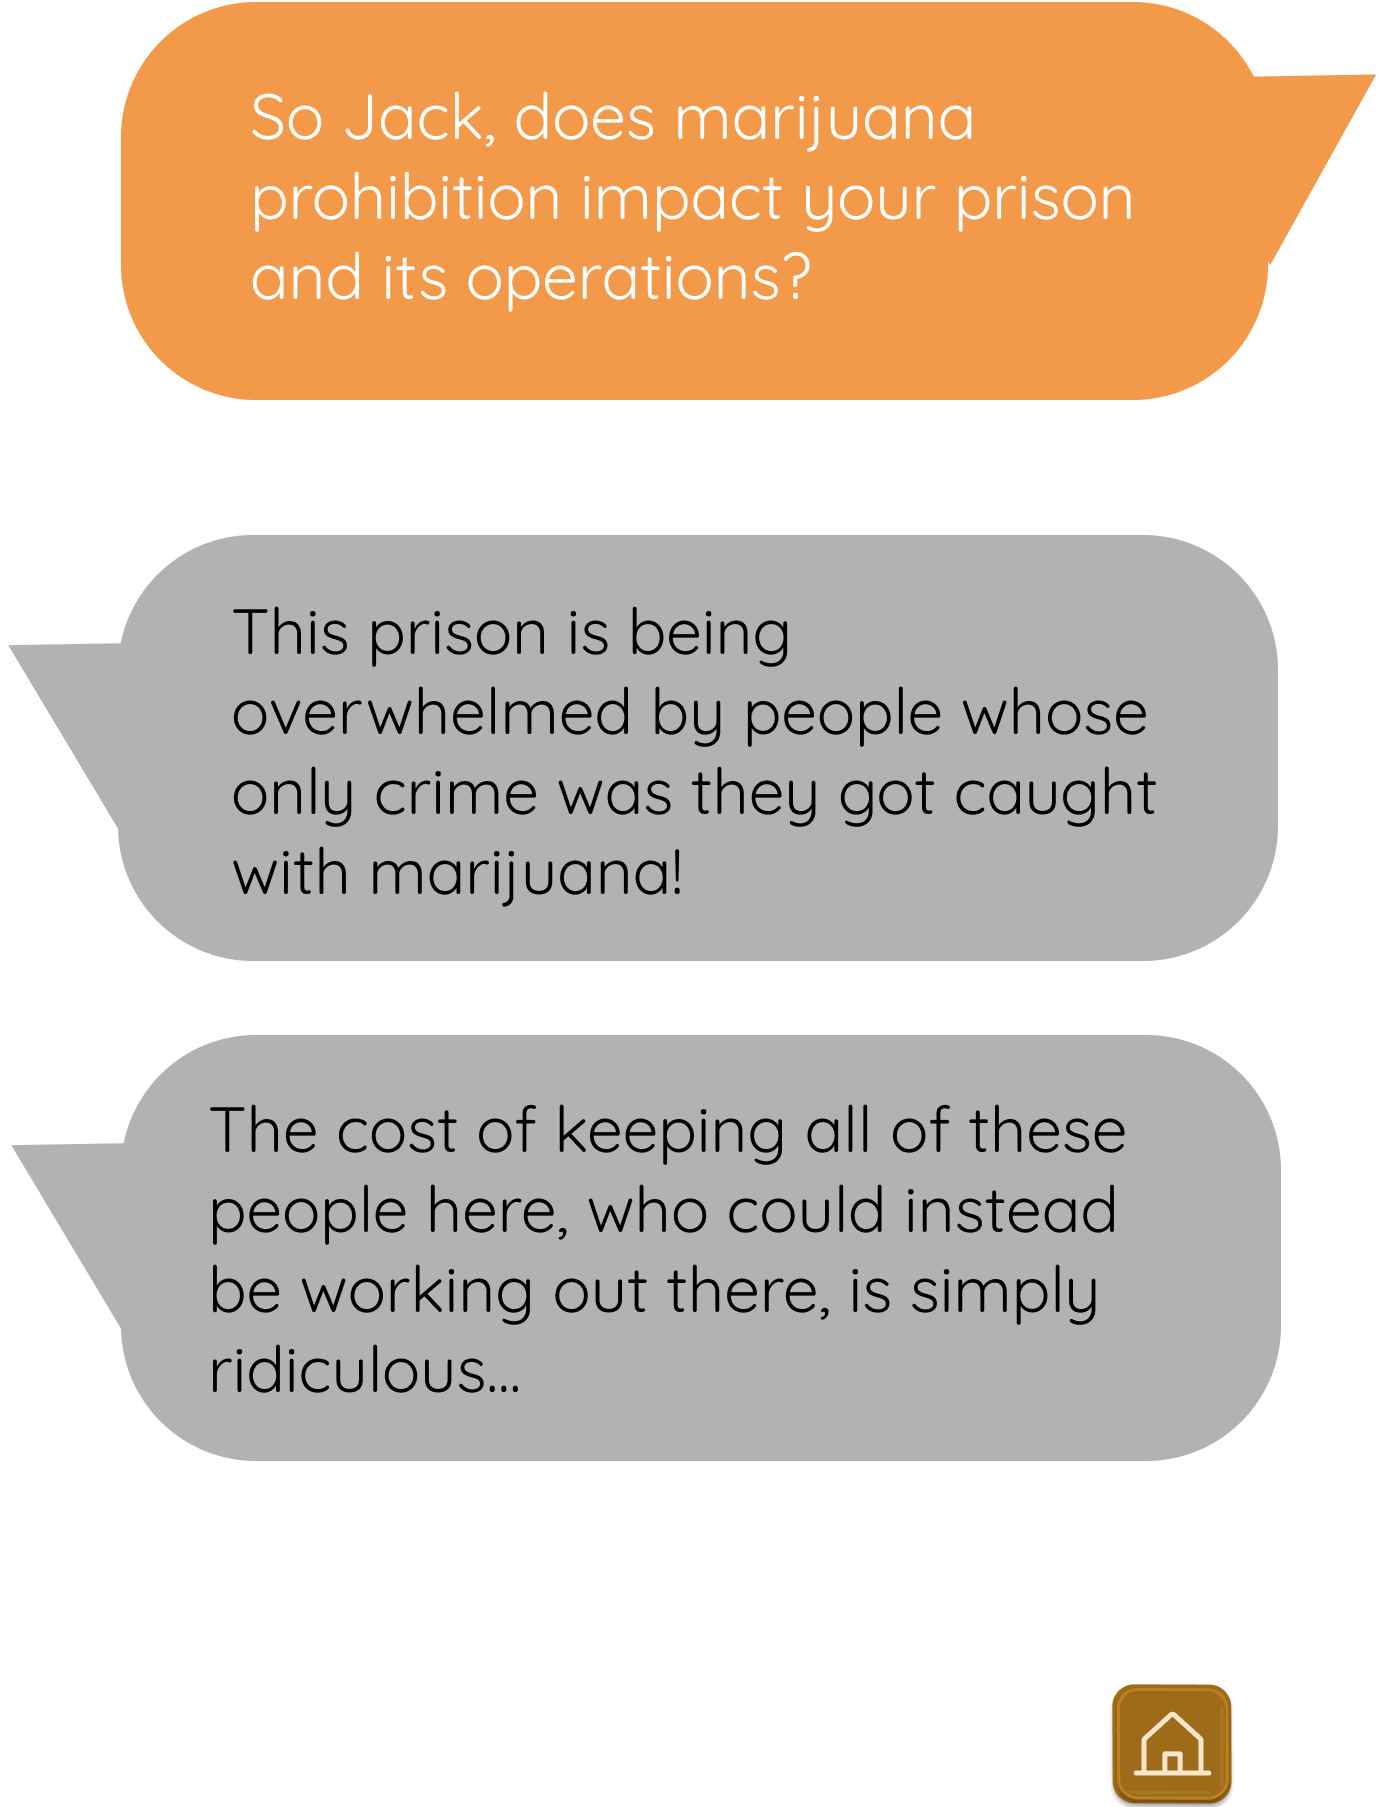 So Jack, does marijuana
prohibition impact your prison
and its operations?
This prison is being
overwhelmed by people whose
only crime was they got caught
with marijuana!
The cost of keeping all of these
people here, who could instead
be working out there, is simply
ridiculous...